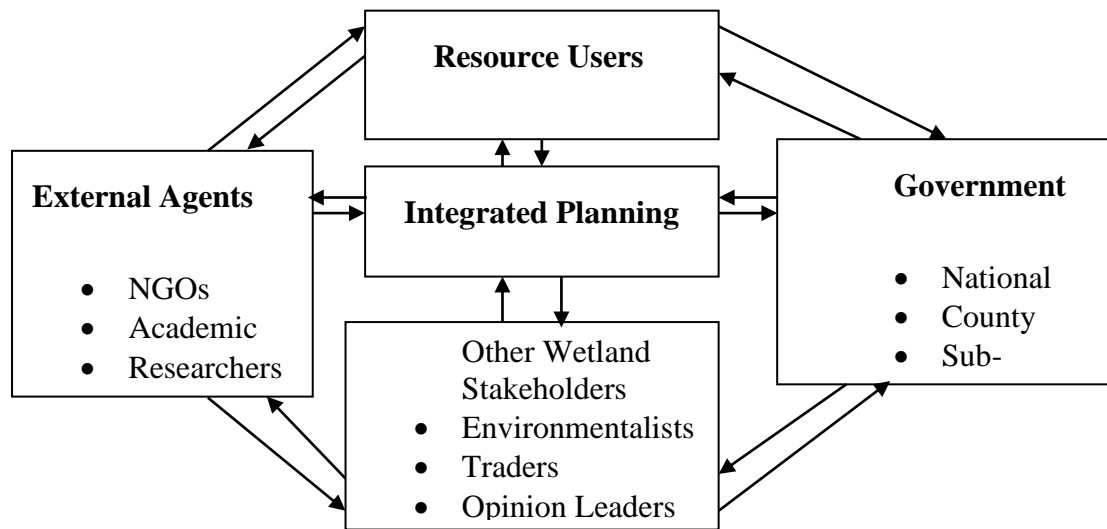 Resource Users
External Agents
• NGOs
• Academic
• Researchers
Integrated Planning
Government
• National
• County
• Sub-
Other Wetland
Stakeholders
• Environmentalists
• Traders
• Opinion Leaders